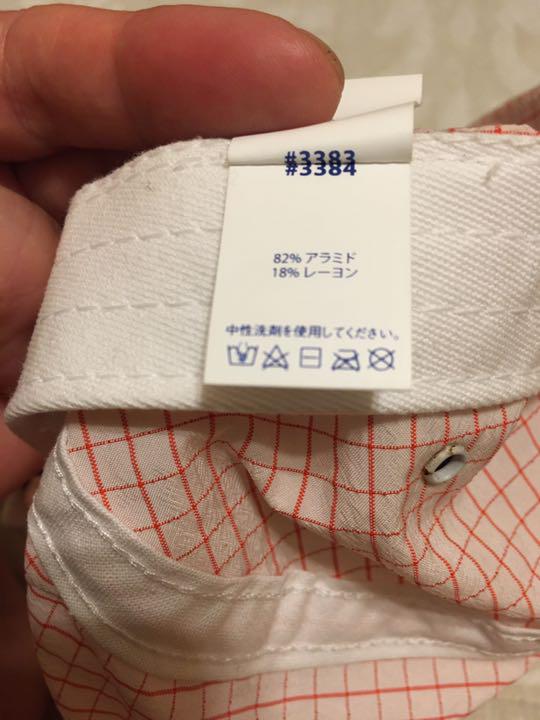 #3383
#3384
82% アラミド
18% レーヨン
中性洗剤を使用してください。